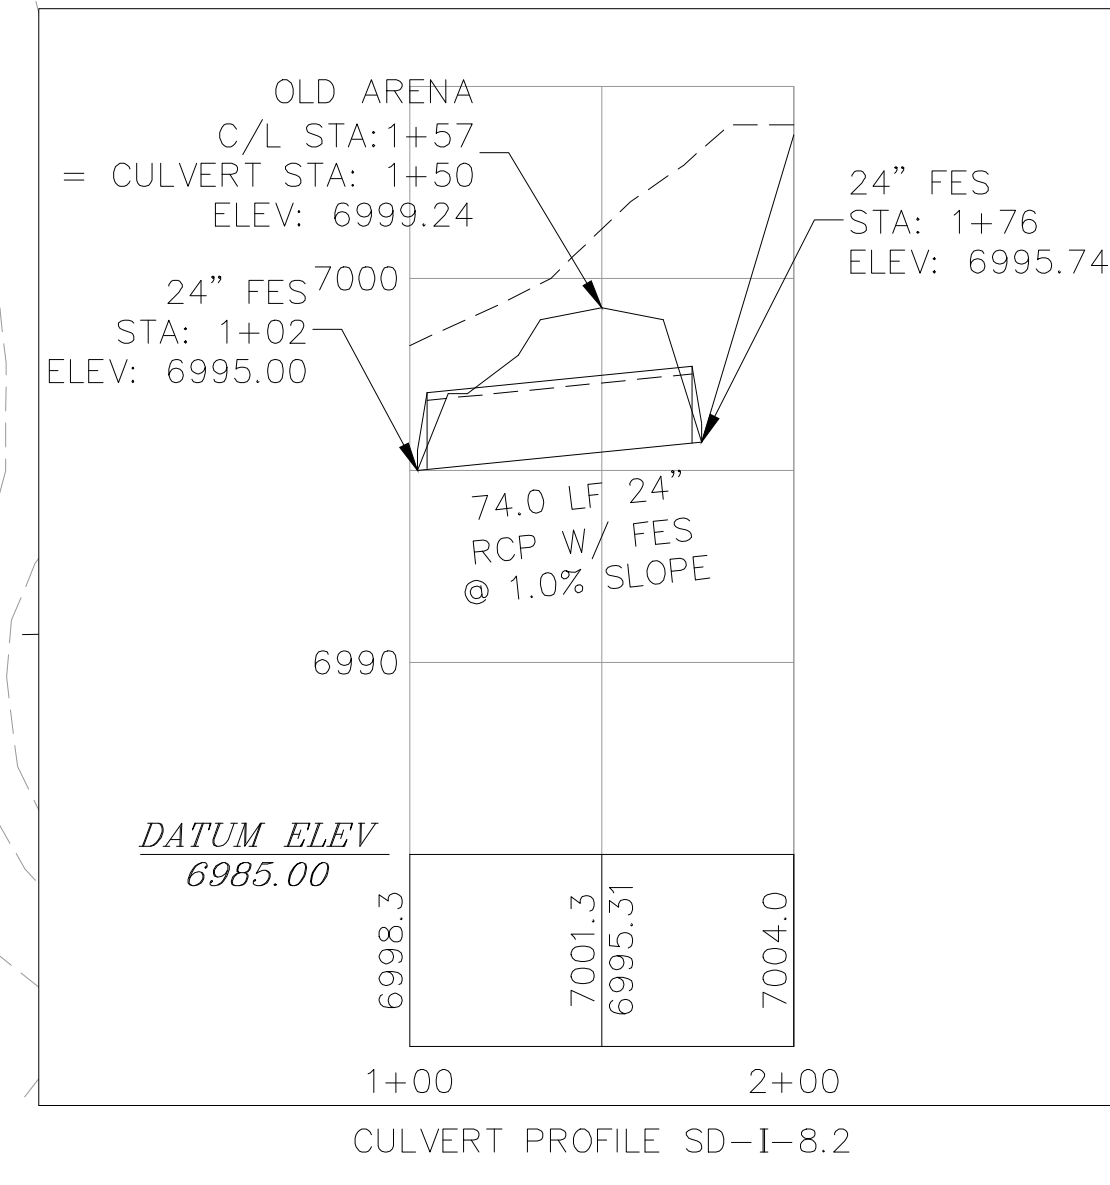 OLD ARENA
C/L STA:1+57
= CULVERT STA: 1+50
ELEV: 6999.24
24" FES
STA: 1+76
ELEV: 6995.74
7000
24" FES
STA: 1+02
ELEV: 6995.00
74.0 LF 24"
RCP W/ FES
@ 1.0% SLOPE
6990
DATUM ELEV
6985.00
6998.3
7001.3
6995.31
7004.0
1+00
2+00
CULVERT PROFILE SD-I-8.2